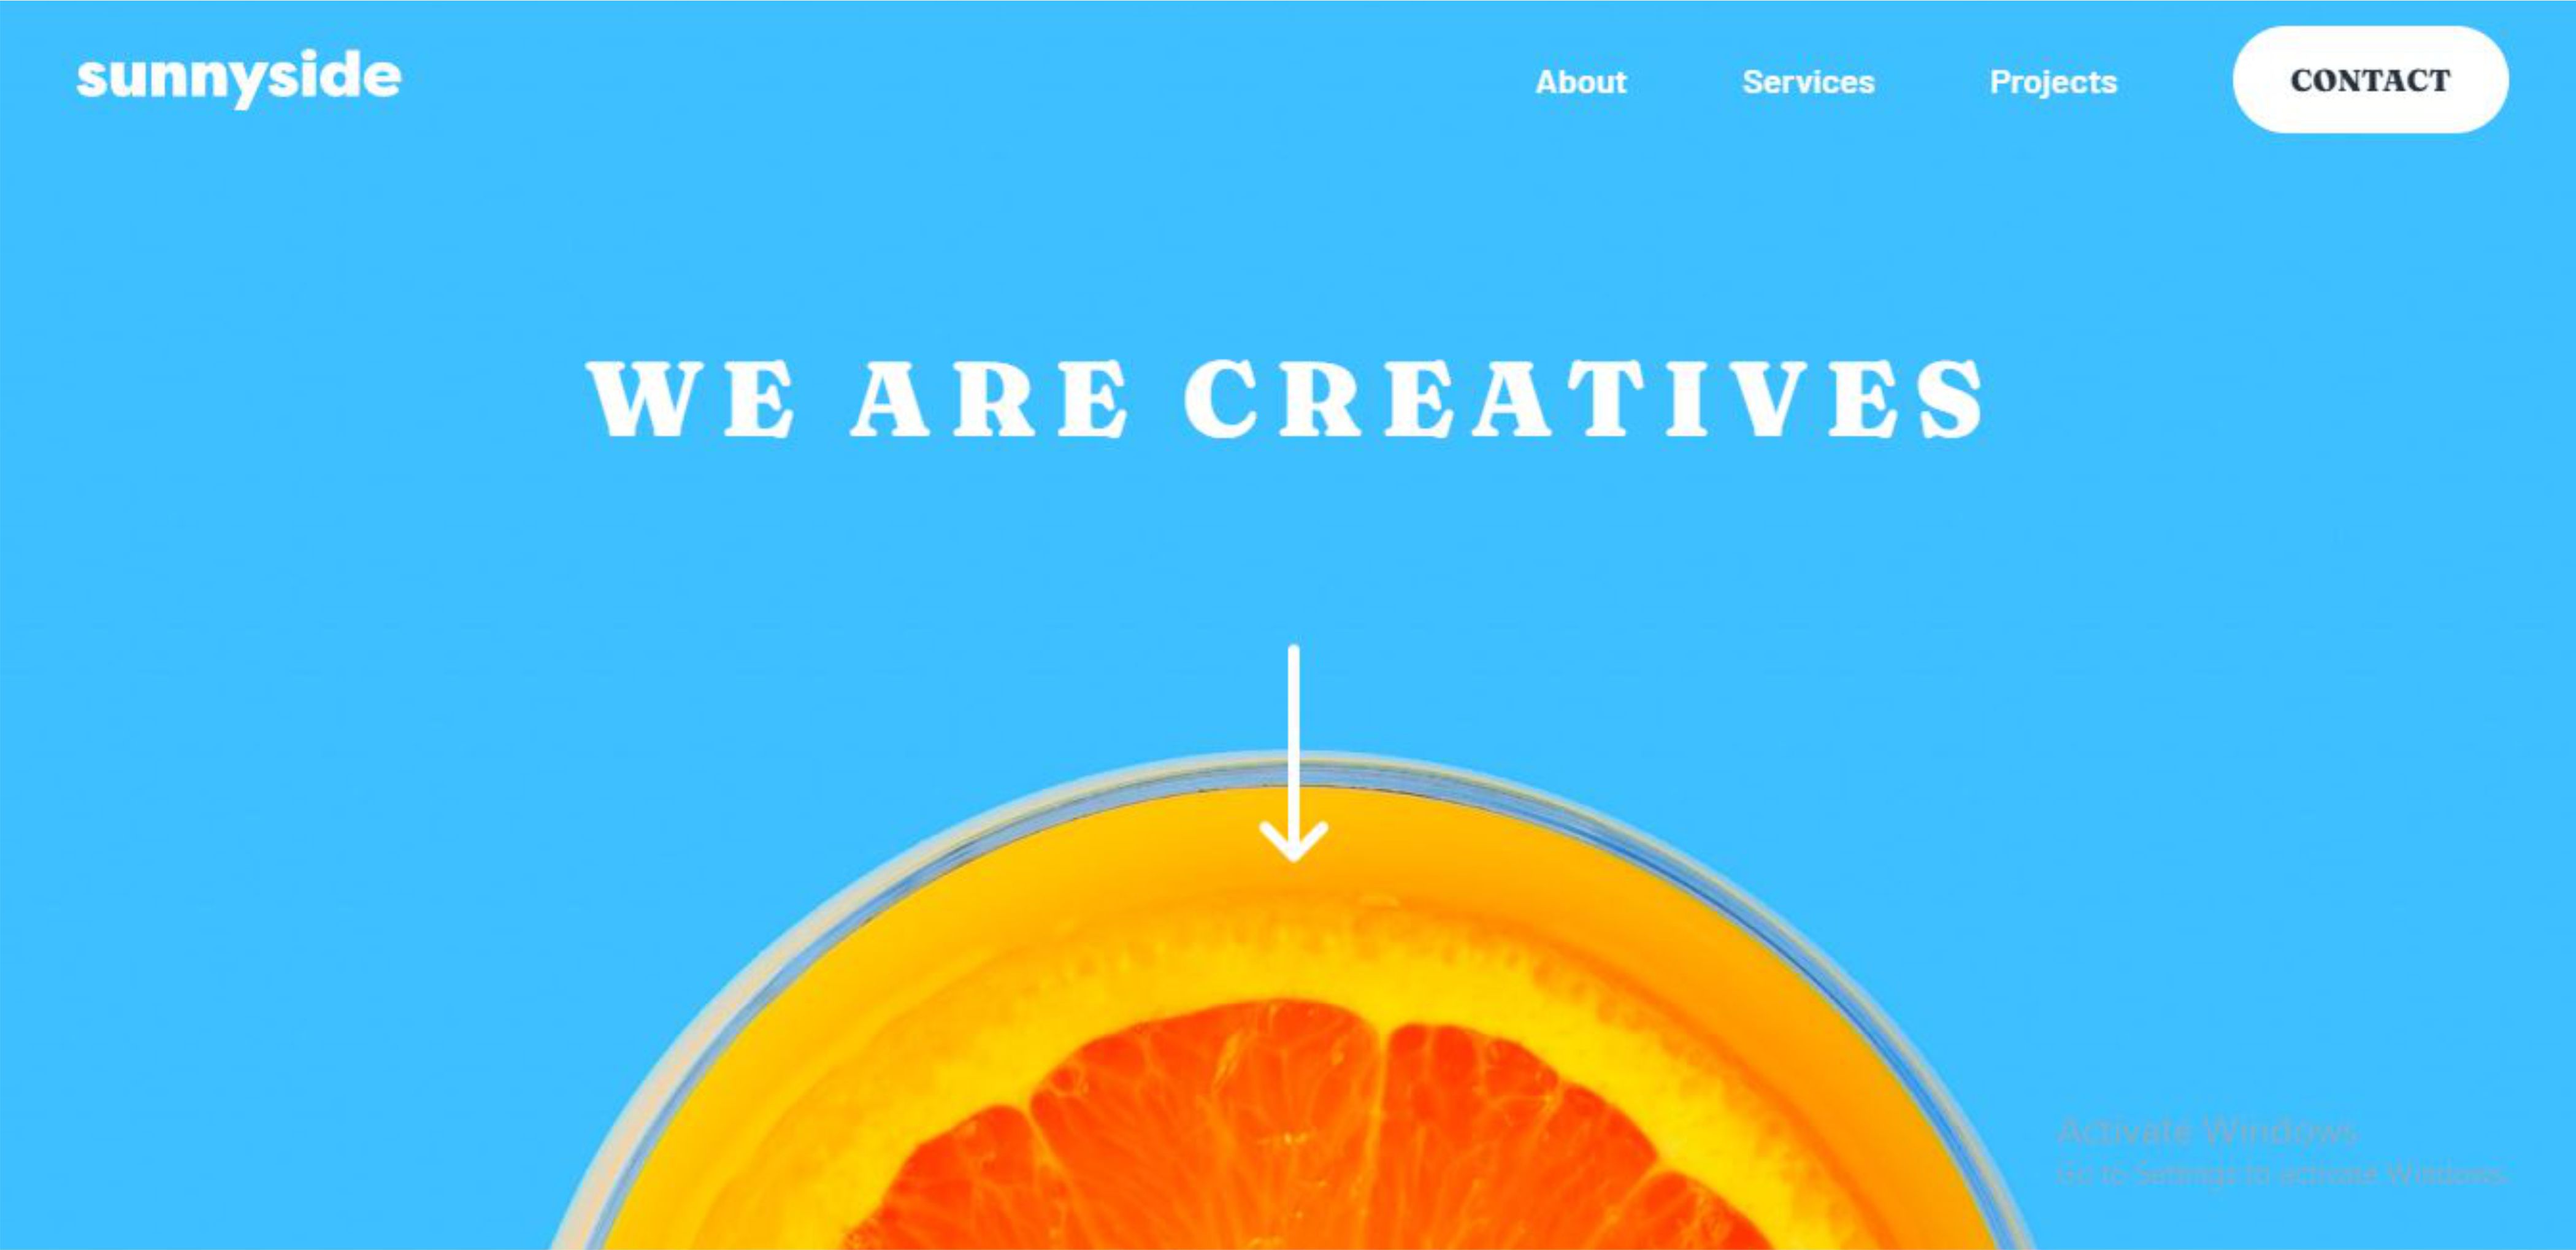 sunnyside
About Services Projects CONTACT
WE ARE CREATIVES
Activate Windows
Go to Settings to activate Windows.